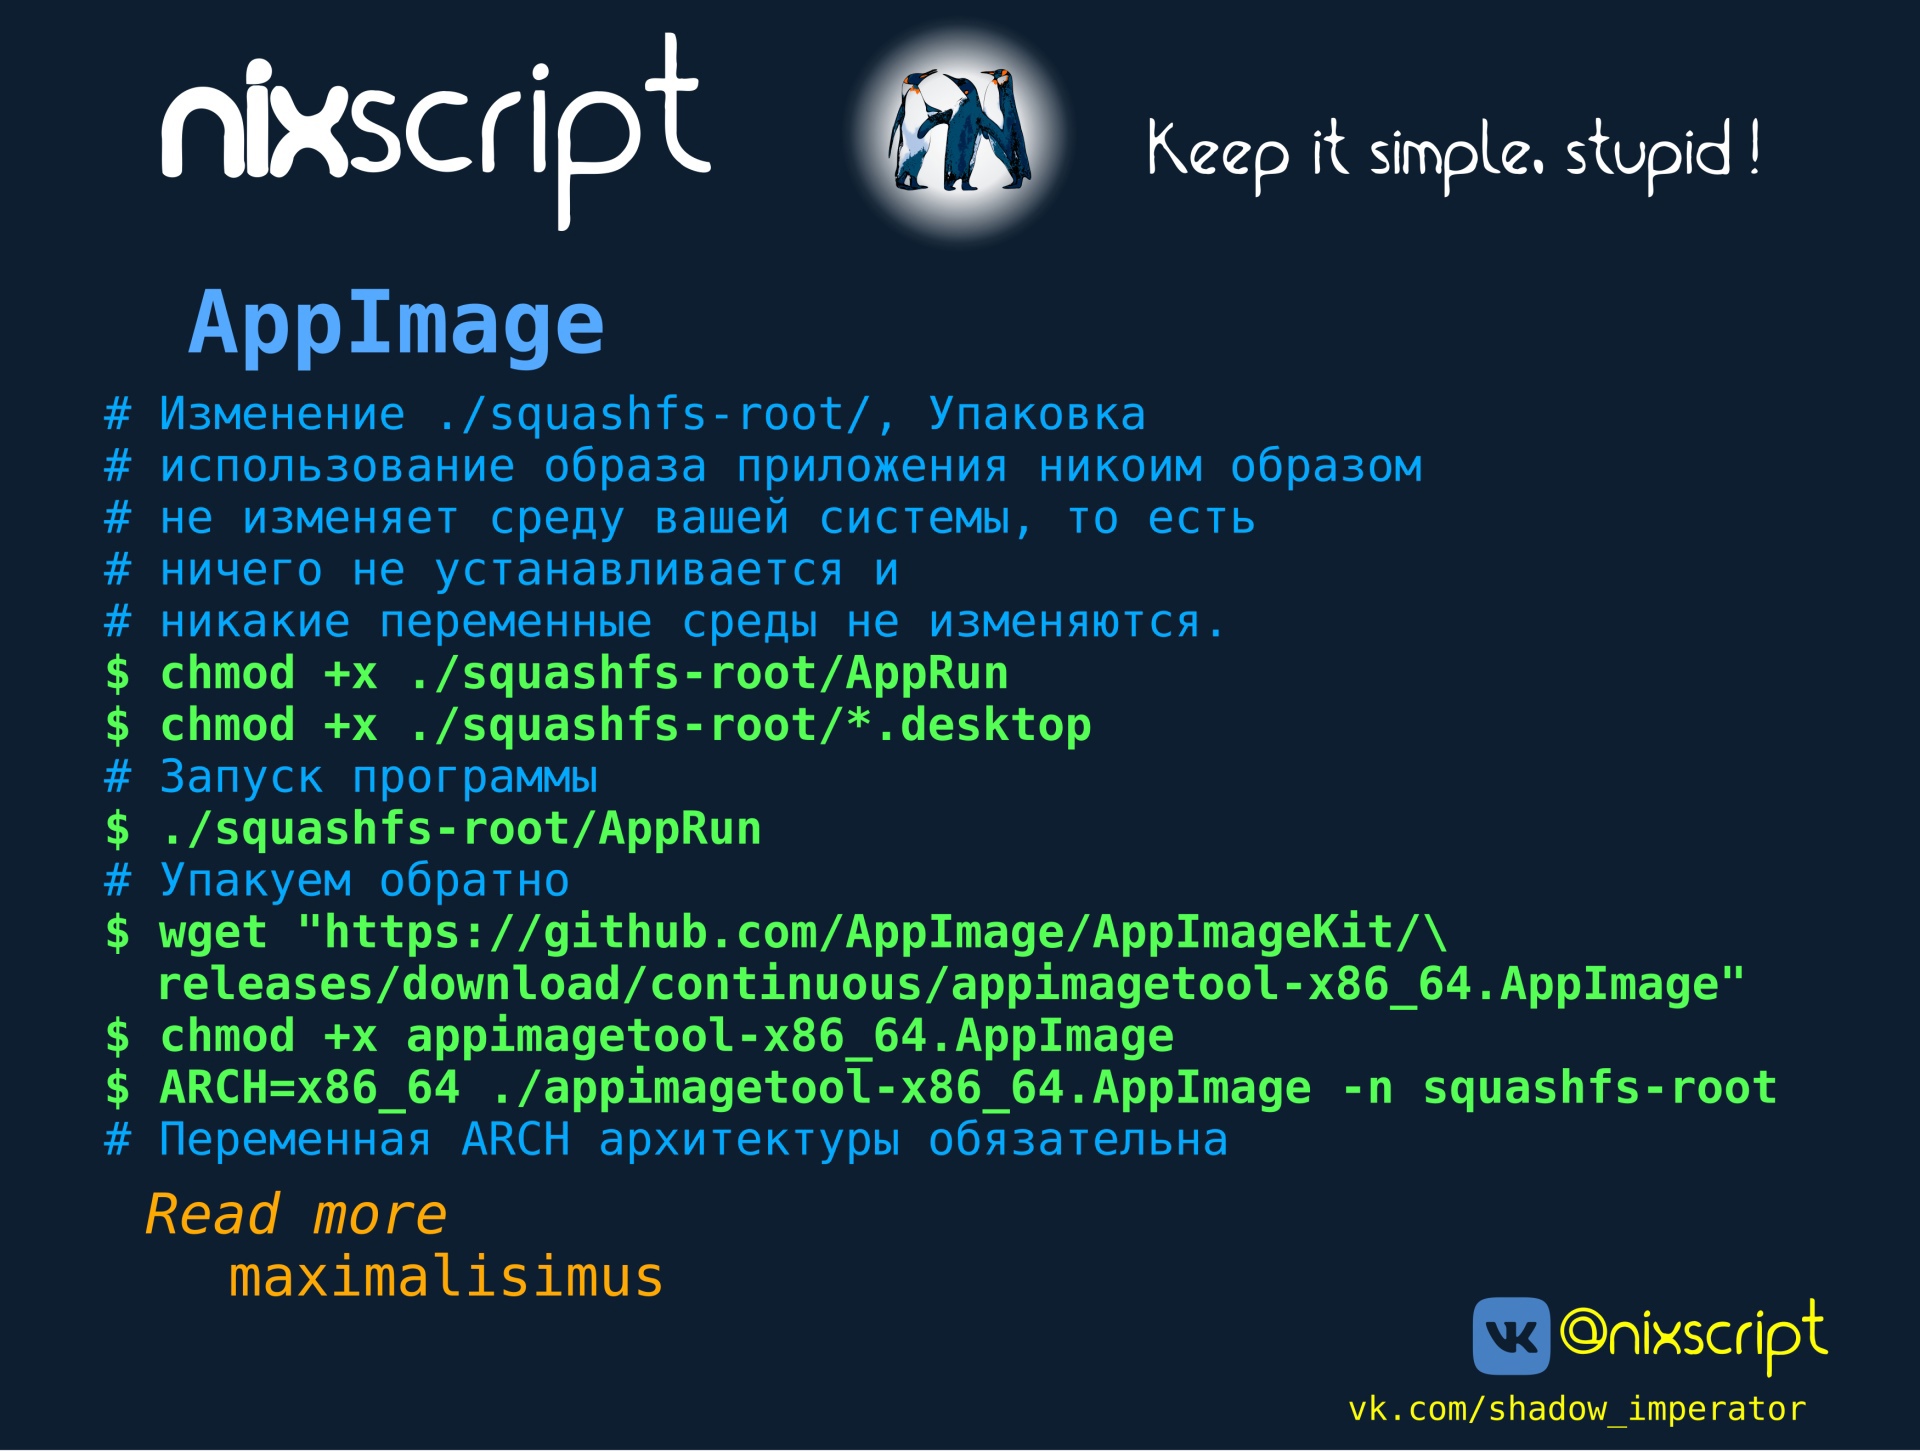 nixscript
Keep it simple, stupid !
AppImage
# Изменение ./squashfs-root/, Упаковка
# использование образа приложения никоим образом
# не изменяет среду вашей системы, то есть
# ничего не устанавливается и
# никакие переменные среды не изменяются.
$ chmod +x ./squashfs-root/AppRun
$ chmod +x ./squashfs-root/*.desktop
# Запуск программы
$ ./squashfs-root/AppRun
# Упакуем обратно
$ wget "https://github.com/AppImage/AppImageKit/\
releases/download/continuous/appimagetool-x86_64.AppImage"
$ chmod +x appimagetool-x86_64.AppImage
$ ARCH=x86_64 ./appimagetool-x86_64.AppImage -n squashfs-root
# Переменная ARCH архитектуры обязательна
Read more
maximalisimus
VK @nixscript
vk.com/shadow_imperator